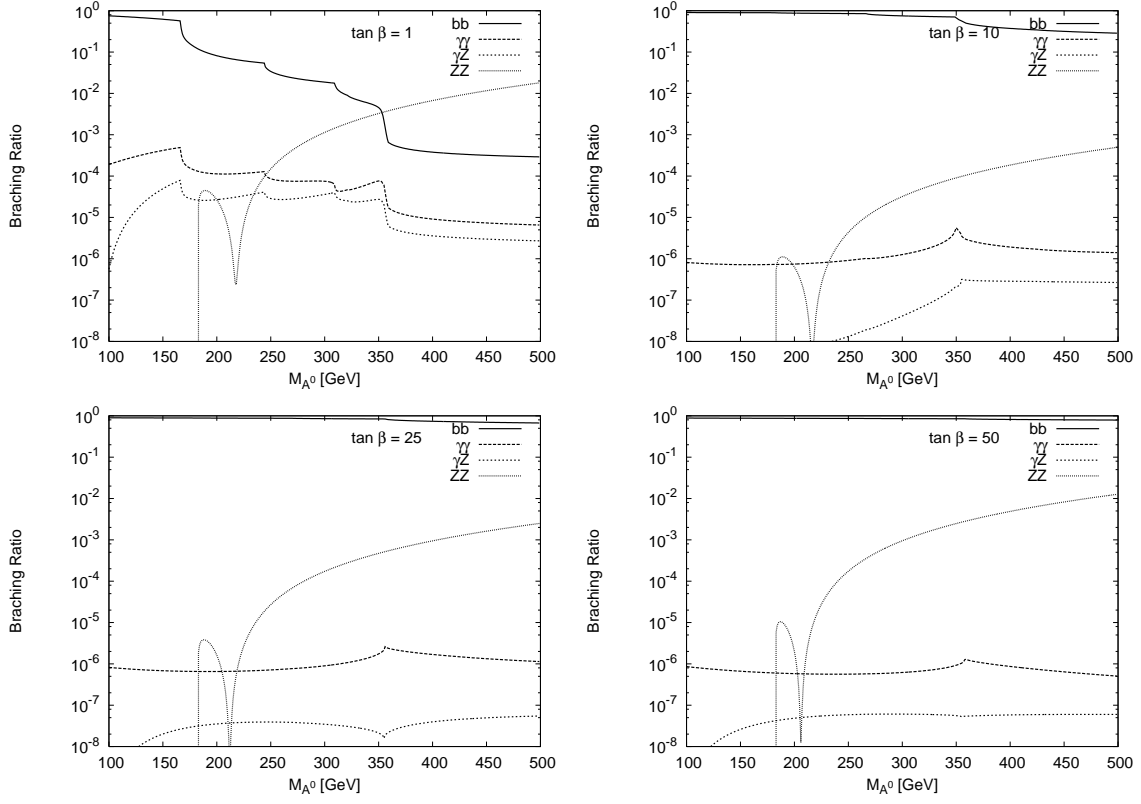 10^0
10^-1
10^-2
10^-3
10^-4
10^-5
10^-6
10^-7
10^-8
Braching Ratio
tan β = 1
bb
γγ
γZ
ZZ
100 150 200 250 300 350 400 450 500
M_A^0 [GeV]
10^0
10^-1
10^-2
10^-3
10^-4
10^-5
10^-6
10^-7
10^-8
Braching Ratio
tan β = 10
bb
γγ
γZ
ZZ
100 150 200 250 300 350 400 450 500
M_A^0 [GeV]
10^0
10^-1
10^-2
10^-3
10^-4
10^-5
10^-6
10^-7
10^-8
Braching Ratio
tan β = 25
bb
γγ
γZ
ZZ
100 150 200 250 300 350 400 450 500
M_A^0 [GeV]
10^0
10^-1
10^-2
10^-3
10^-4
10^-5
10^-6
10^-7
10^-8
Braching Ratio
tan β = 50
bb
γγ
γZ
ZZ
100 150 200 250 300 350 400 450 500
M_A^0 [GeV]